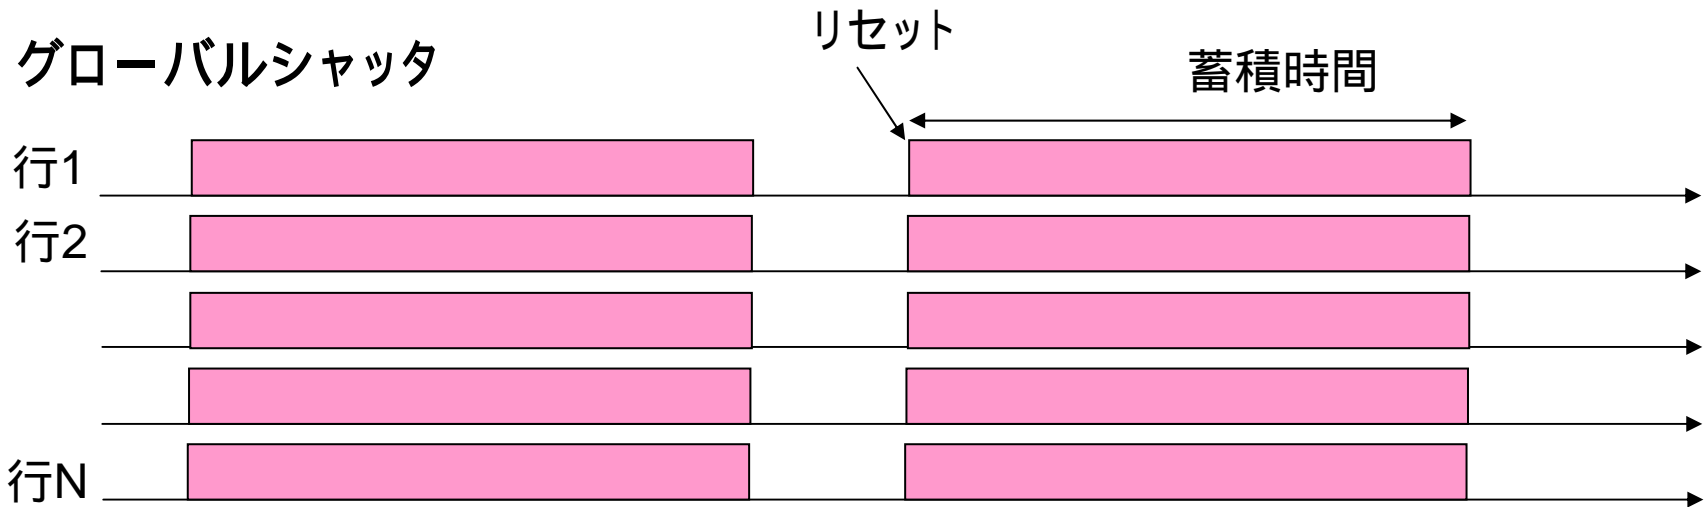 グローバルシャッタ
リセット
蓄積時間
行1
行2
行N